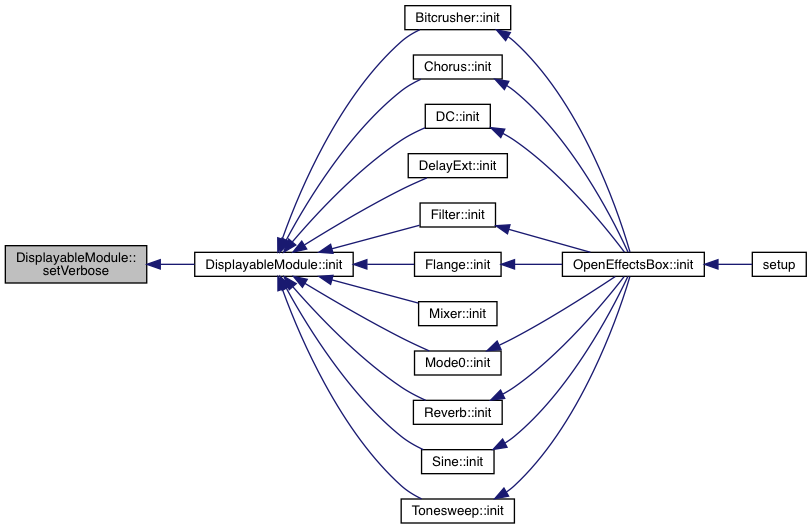 Bitcrusher::init
Chorus::init
DC::init
DelayExt::init
Filter::init
DisplayableModule::
setVerbose
DisplayableModule::init
Flange::init
OpenEffectsBox::init
setup
Mixer::init
Mode0::init
Reverb::init
Sine::init
Tonesweep::init